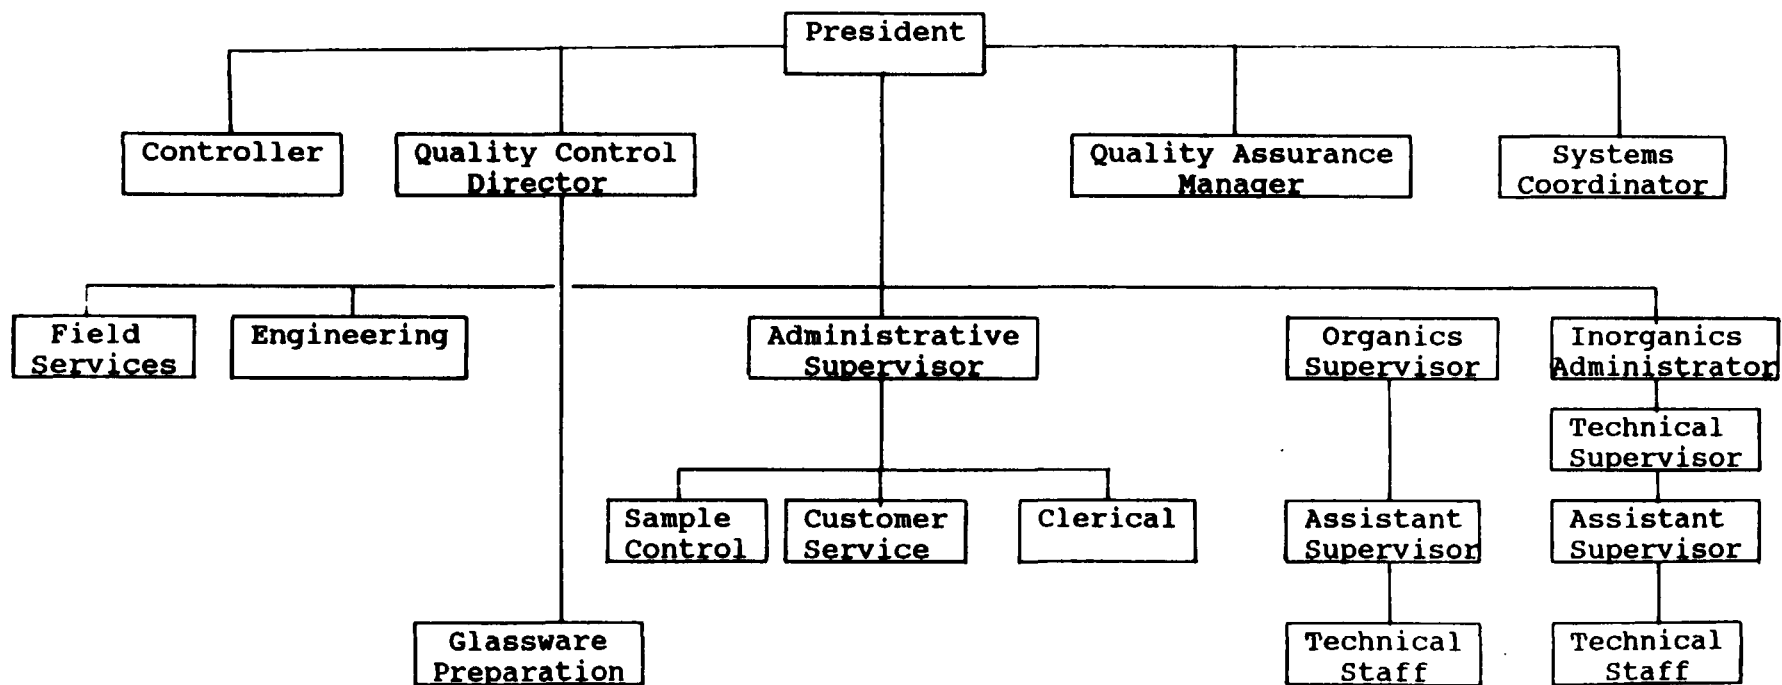 President
Controller
Quality Control
Director
Quality Assurance
Manager
Systems
Coordinator
Field
Services
Engineering
Administrative
Supervisor
Organics
Supervisor
Inorganics
Administrator
Technical
Supervisor
Sample
Control
Customer
Service
Clerical
Assistant
Supervisor
Assistant
Supervisor
Glassware
Preparation
Technical
Staff
Technical
Staff